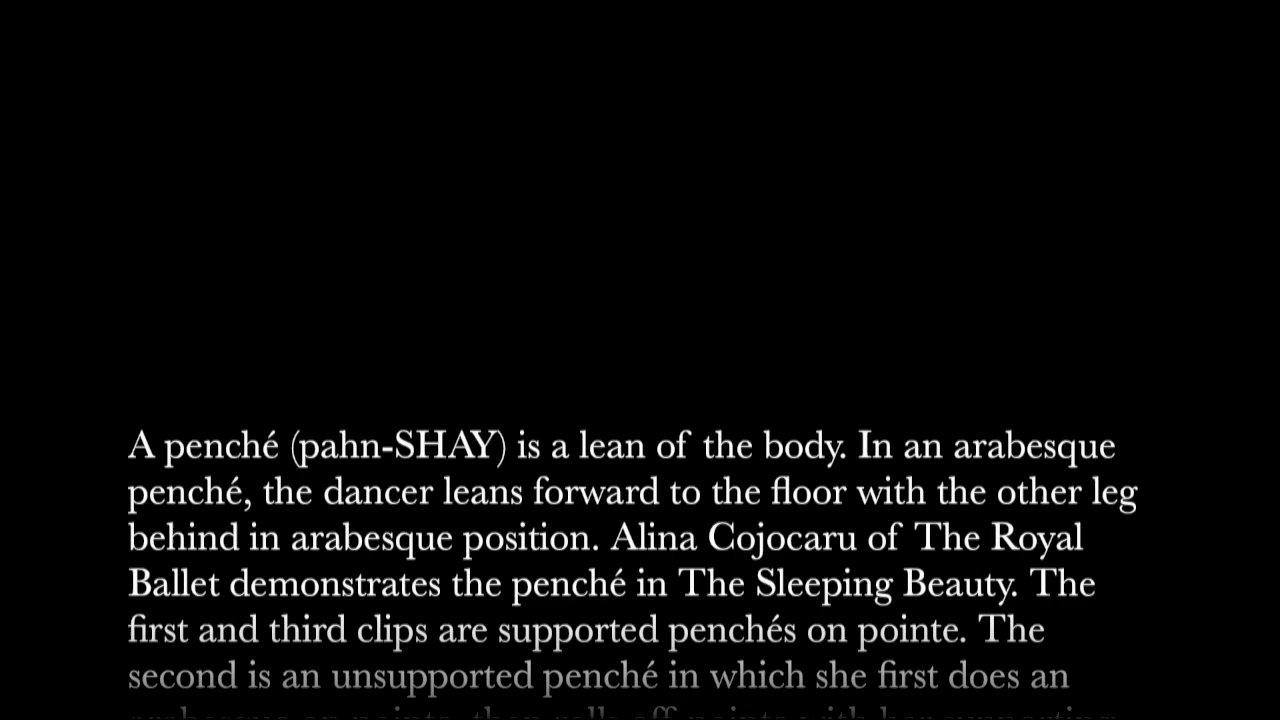 A penché (pahn-SHAY) is a lean of the body. In an arabesque
penché, the dancer leans forward to the floor with the other leg
behind in arabesque position. Alina Cojocaru of The Royal
Ballet demonstrates the penché in The Sleeping Beauty. The
first and third clips are supported penchés on pointe. The
second is an unsupported penché in which she first does an